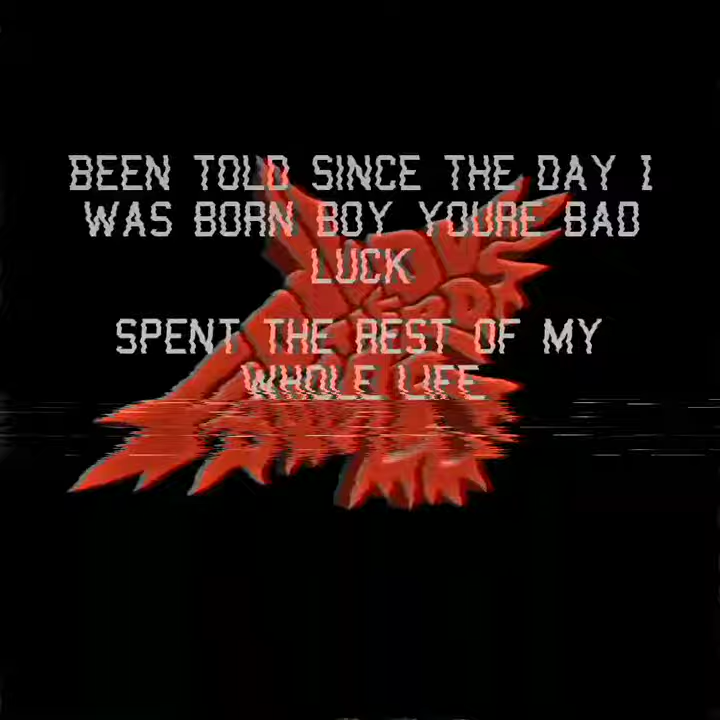 BEEN TOLD SINCE THE DAY I
WAS BORN BOY YOURE BAD
LUCK
SPENT THE REST OF MY
WHOLE LIFE